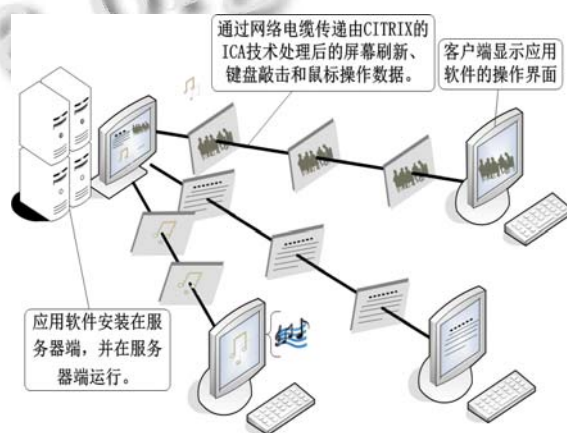 通过网络电缆传递由CITRIX的
ICA技术处理后的屏幕刷新、
键盘敲击和鼠标操作数据。
客户端显示应用
软件的操作界面
应用软件安装在服
务器端，并在服务
器端运行。